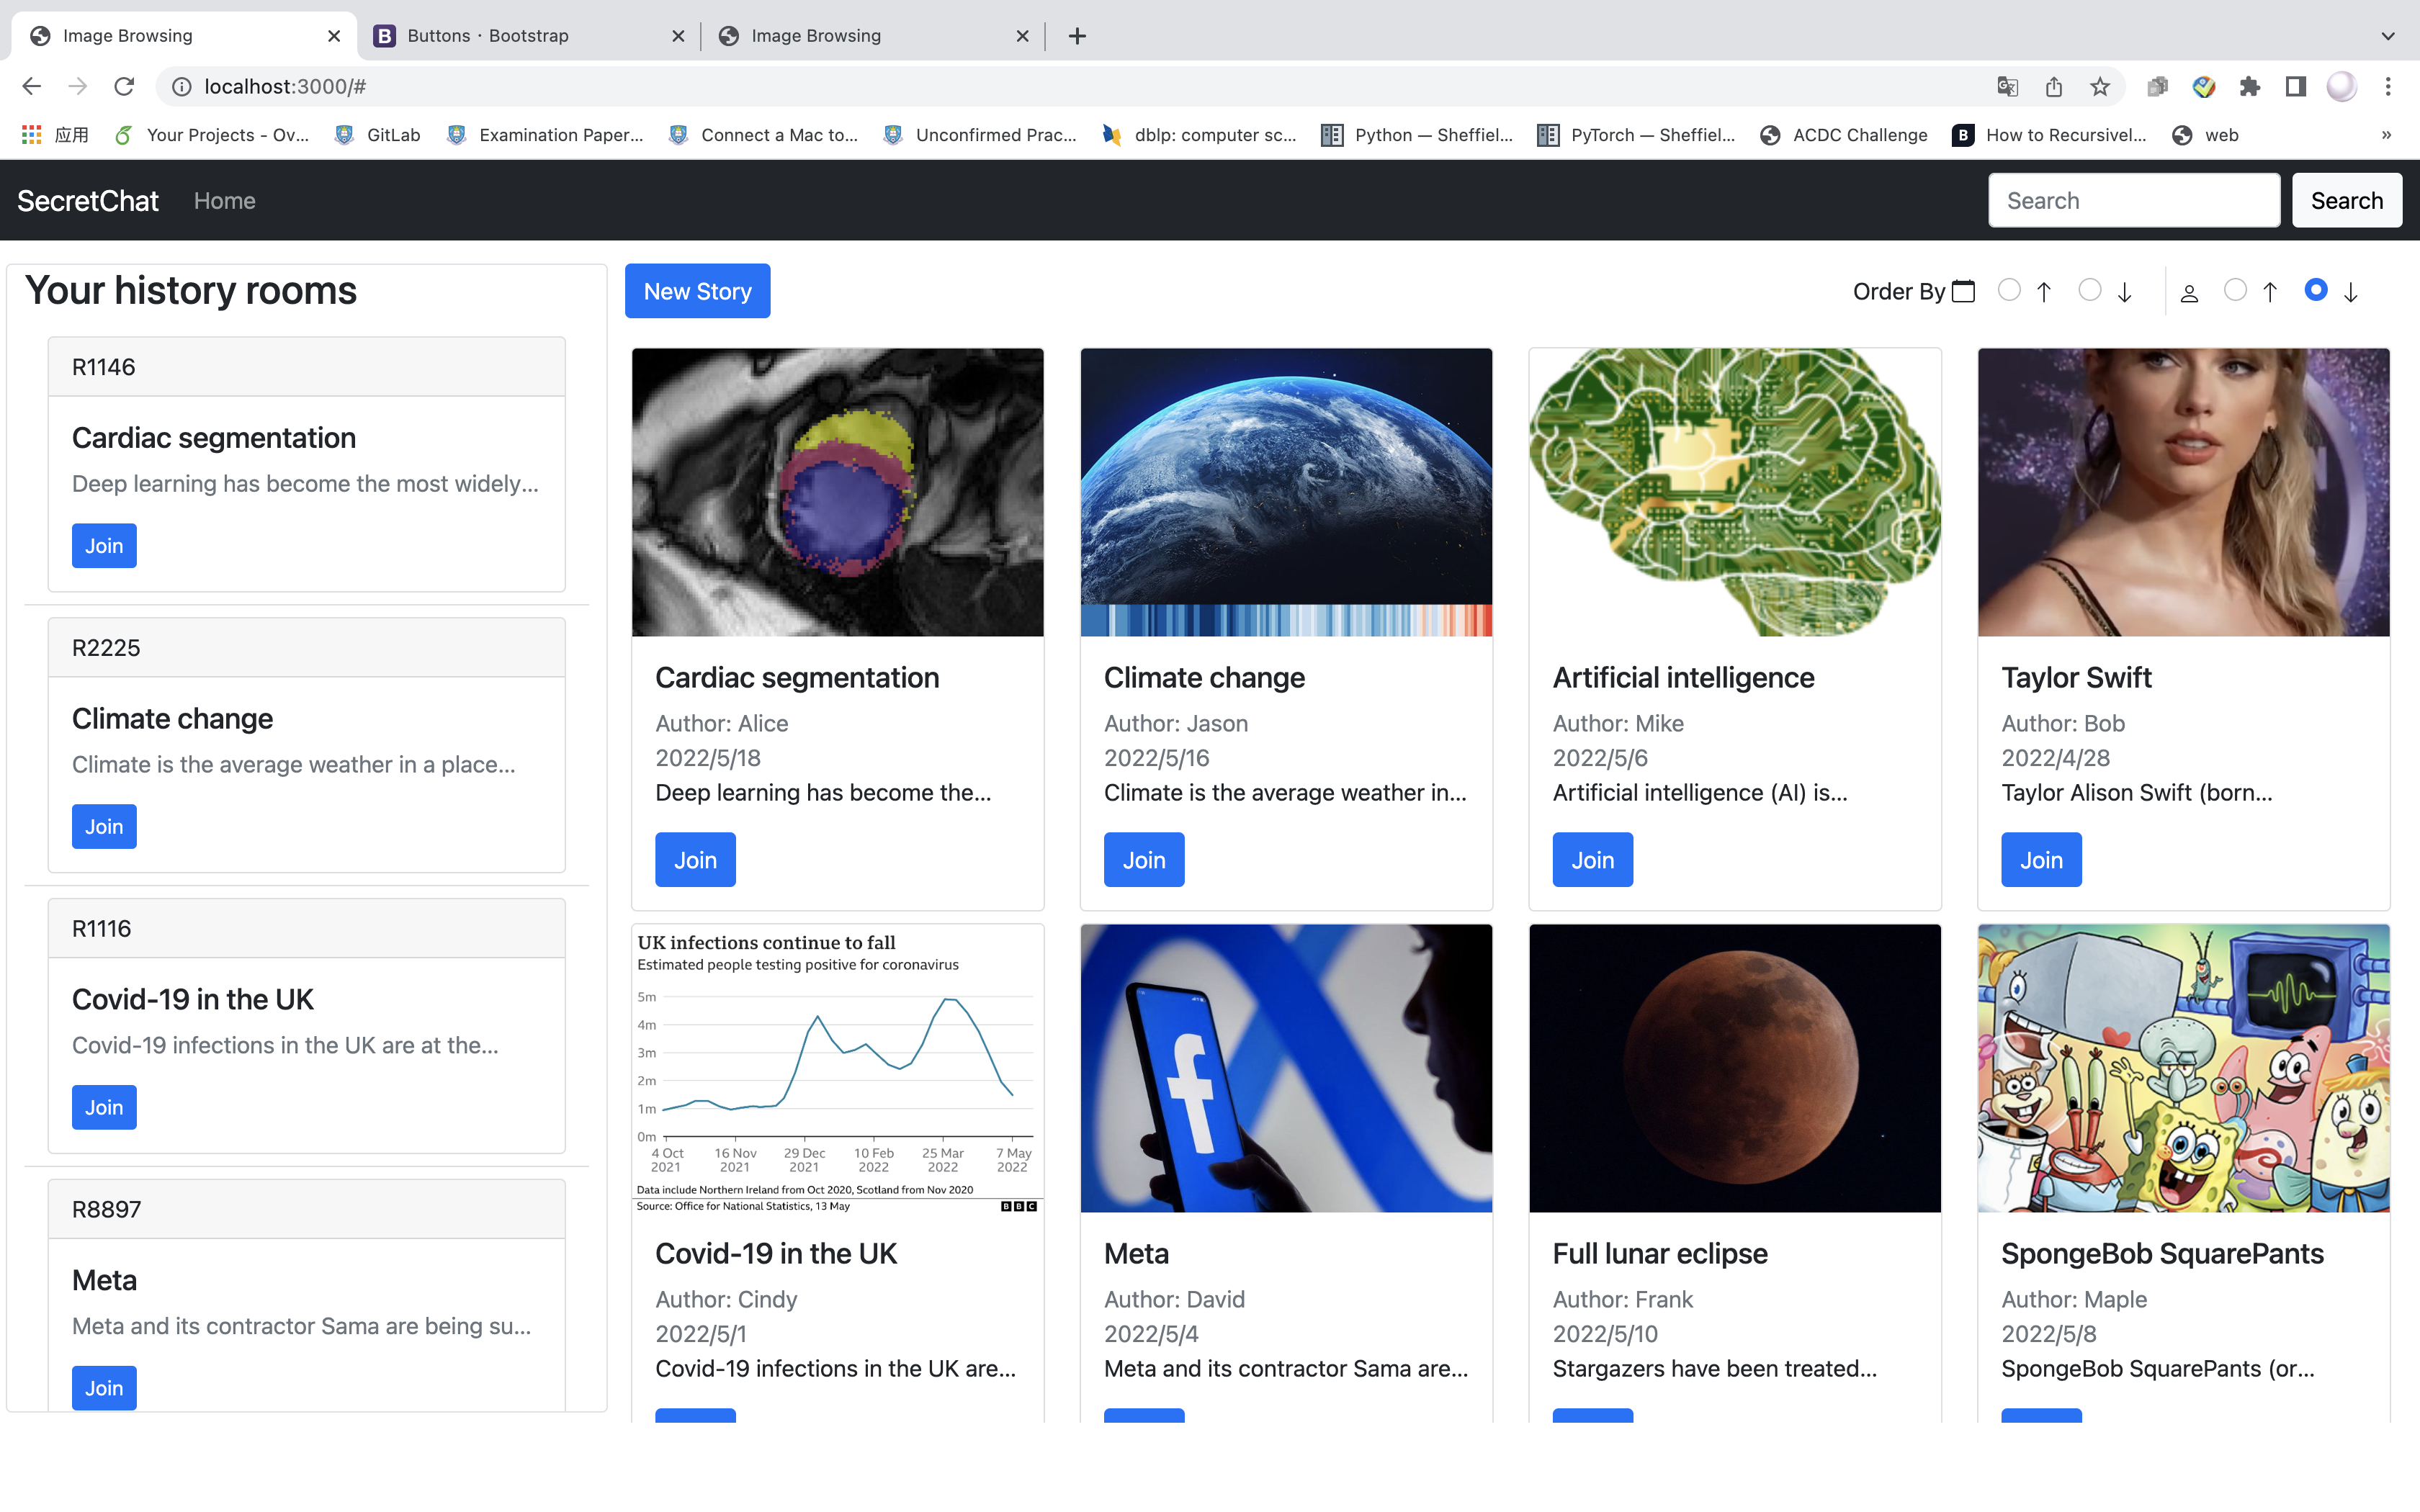 Image Browsing
Buttons · Bootstrap
Image Browsing
localhost:3000/#
应用
Your Projects - Ov...
GitLab
Examination Paper...
Connect a Mac to...
Unconfirmed Prac...
dblp: computer sc...
Python — Sheffiel...
PyTorch — Sheffiel...
ACDC Challenge
How to Recursivel...
web
SecretChat
Home
Search
Search
Your history rooms
R1146
Cardiac segmentation
Deep learning has become the most widely...
Join
R2225
Climate change
Climate is the average weather in a place...
Join
R1116
Covid-19 in the UK
Covid-19 infections in the UK are at the...
Join
R8897
Meta
Meta and its contractor Sama are being su...
Join
New Story
Order By
Cardiac segmentation
Author: Alice
2022/5/18
Deep learning has become the...
Join
Climate change
Author: Jason
2022/5/16
Climate is the average weather in...
Join
Artificial intelligence
Author: Mike
2022/5/6
Artificial intelligence (AI) is...
Join
Taylor Swift
Author: Bob
2022/4/28
Taylor Alison Swift (born...
Join
UK infections continue to fall
Estimated people testing positive for coronavirus
5m
4m
3m
2m
1m
0m
4 Oct 2021
16 Nov 2021
29 Dec 2021
10 Feb 2022
25 Mar 2022
7 May 2022
Data include Northern Ireland from Oct 2020, Scotland from Nov 2020
Source: Office for National Statistics, 13 May
BBC
Covid-19 in the UK
Author: Cindy
2022/5/1
Covid-19 infections in the UK are...
Meta
Author: David
2022/5/4
Meta and its contractor Sama are...
Full lunar eclipse
Author: Frank
2022/5/10
Stargazers have been treated...
SpongeBob SquarePants
Author: Maple
2022/5/8
SpongeBob SquarePants (or...